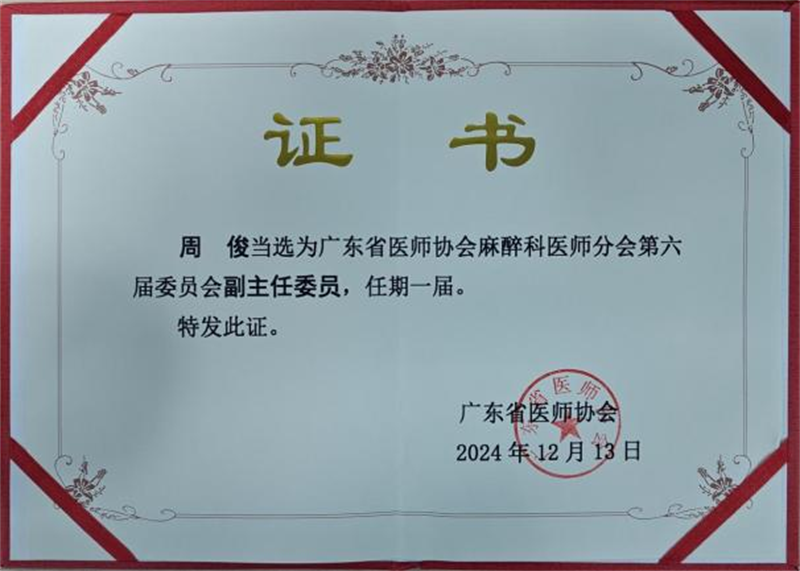 证 书
周 俊当选为广东省医师协会麻醉科医师分会第六
届委员会副主任委员，任期一届。
特发此证。
广东省医师协会
2024年12月13日